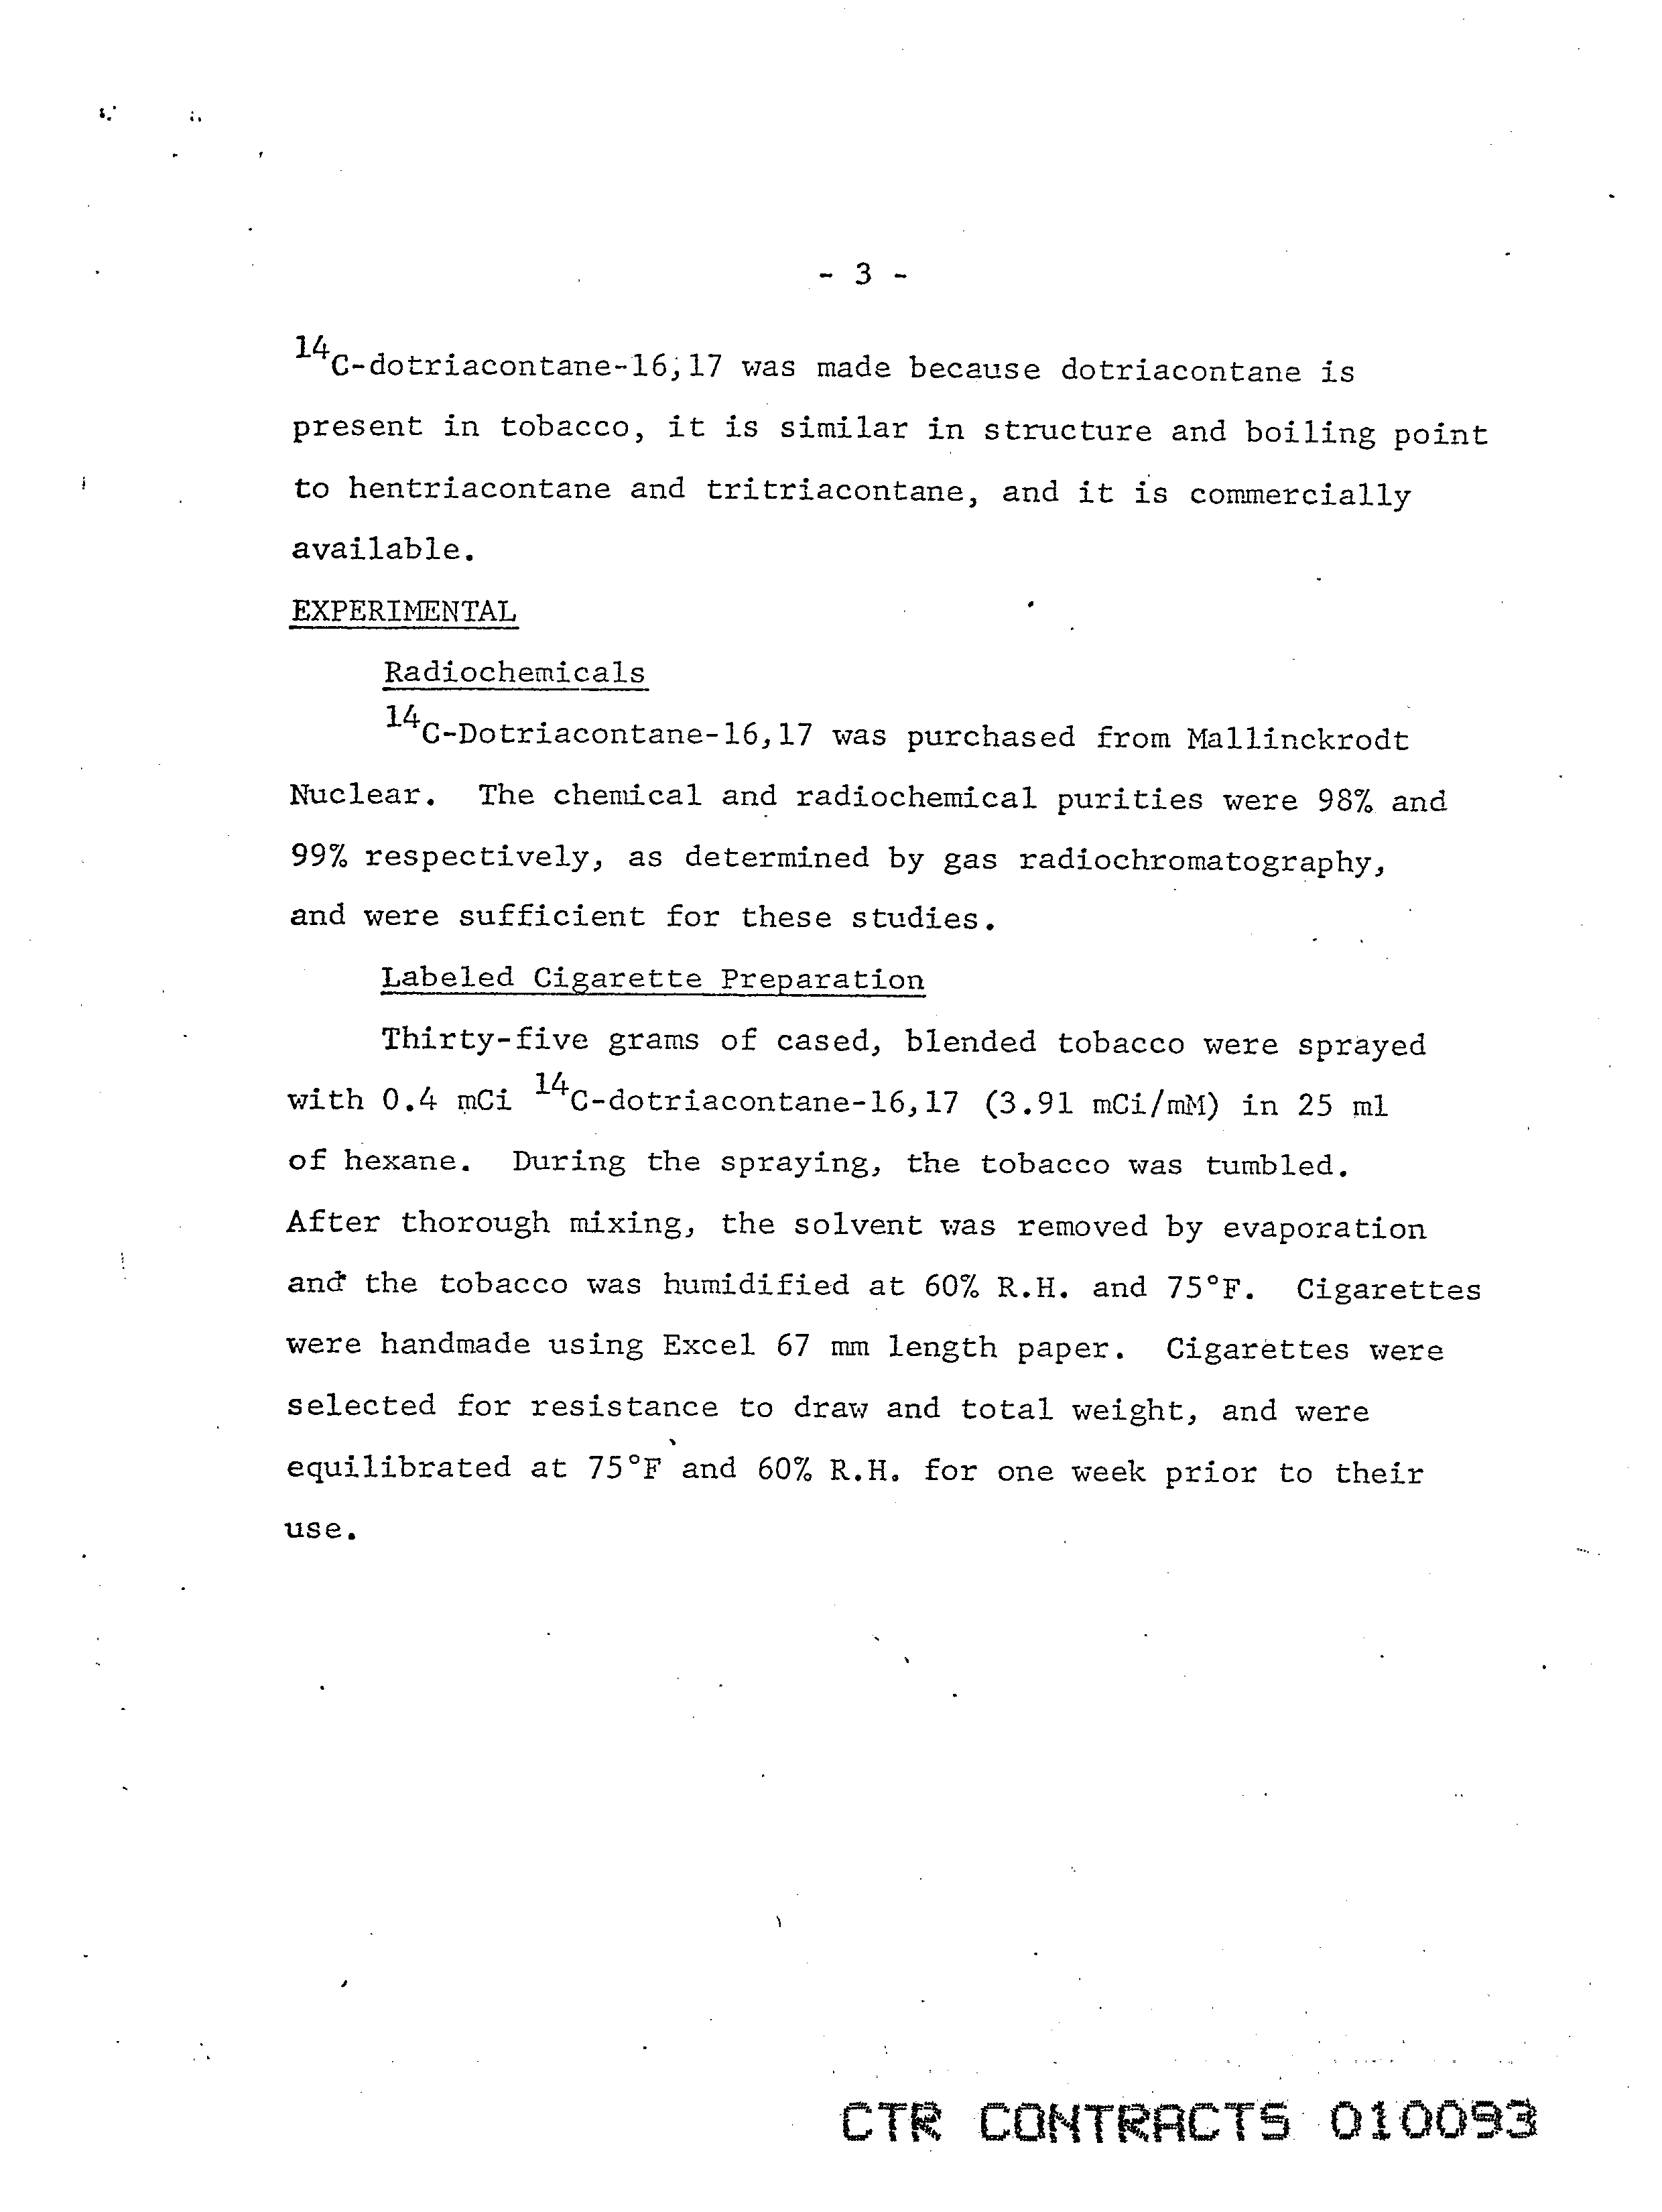 - 3 -
14C-dotriacontane-16,17 was made because dotriacontane is
present in tobacco, it is similar in structure and boiling point
to hentriacontane and tritriacontane, and it is commercially
available.
EXPERIMENTAL
Radiochemicals
14C-Dotriacontane-16,17 was purchased from Mallinckrodt
Nuclear. The chemical and radiochemical purities were 98% and
99% respectively, as determined by gas radiochromatography,
and were sufficient for these studies.
Labeled Cigarette Preparation
Thirty-five grams of cased, blended tobacco were sprayed
with 0.4 mCi 14C-dotriacontane-16,17 (3.91 mCi/mM) in 25 ml
of hexane. During the spraying, the tobacco was tumbled.
After thorough mixing, the solvent was removed by evaporation
and the tobacco was humidified at 60% R.H. and 75°F. Cigarettes
were handmade using Excel 67 mm length paper. Cigarettes were
selected for resistance to draw and total weight, and were
equilibrated at 75°F and 60% R.H. for one week prior to their
use.
CTR CONTRACTS 010093